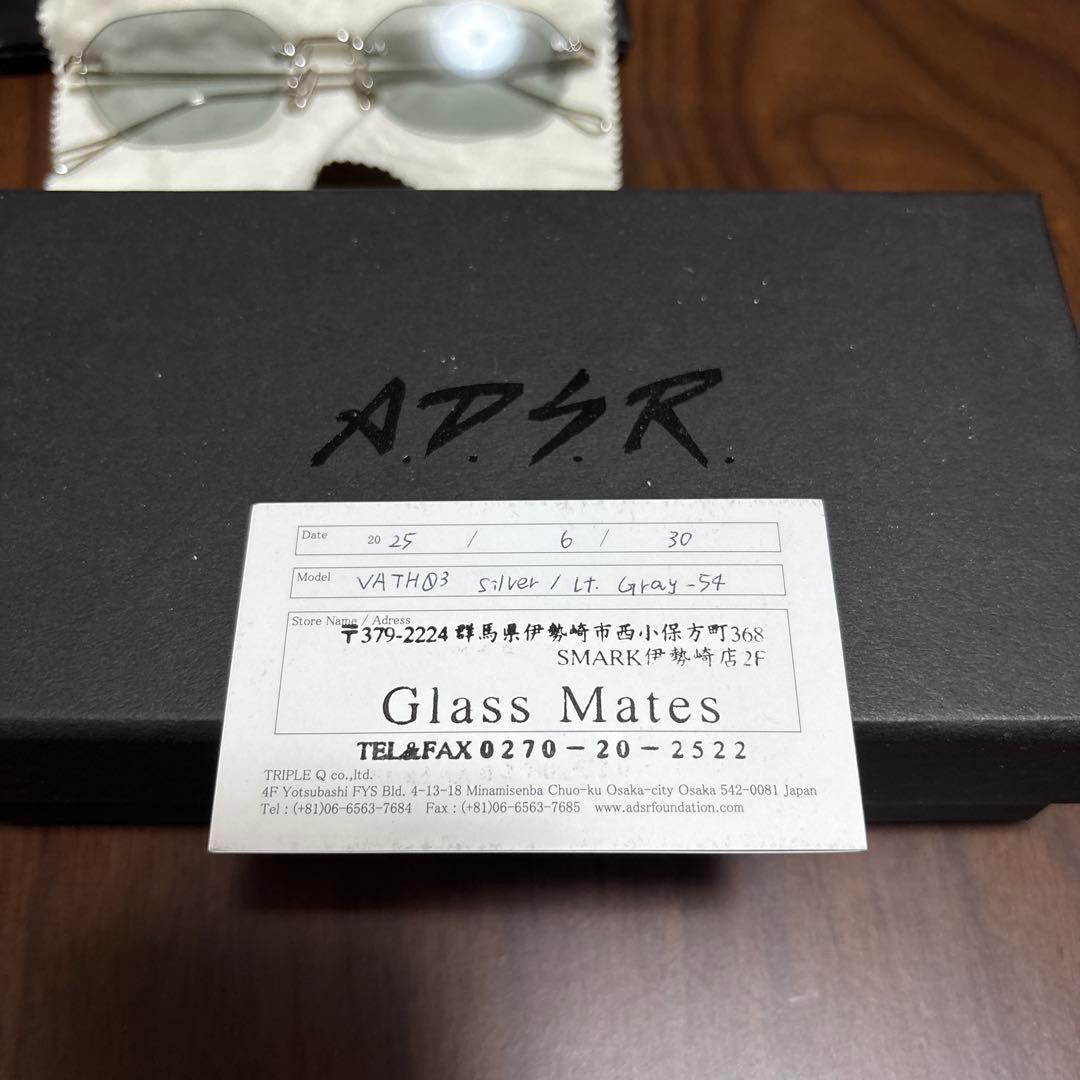 A.D.S.R.
Date 20 25 / 6 / 30
Model VATH03 Silver / Lt. Gray-54
Store Name / Adress
〒379-2224 群馬県伊勢崎市西小保方町368
SMARK伊勢崎店2F
Glass Mates
TEL&FAX 0270-20-2522
TRIPLE Q co.,ltd.
4F Yotsubashi FYS Bld. 4-13-18 Minamisenba Chuo-ku Osaka-city Osaka 542-0081 Japan
Tel : (+81)06-6563-7684 Fax : (+81)06-6563-7685 www.adsrfoundation.com